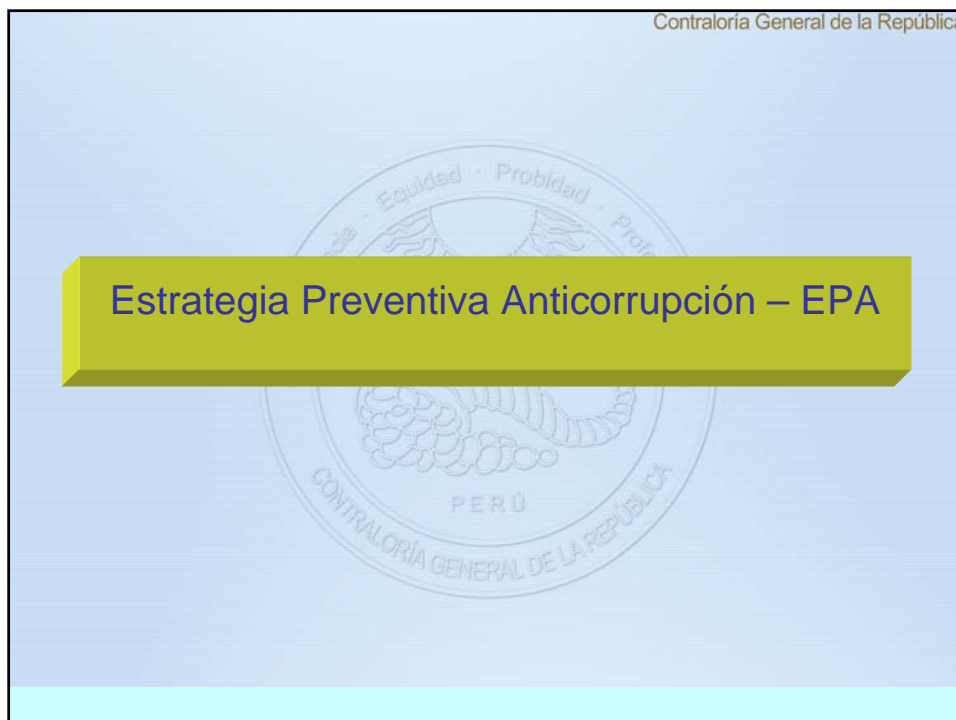 Contraloría General de la República
Equidad · Probidad ·
Estrategia Preventiva Anticorrupción – EPA
PERÚ
CONTRALORÍA GENERAL DE LA REPÚBLICA